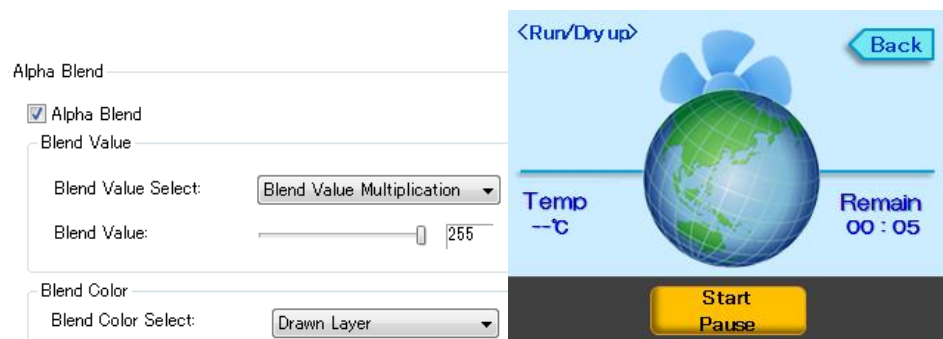 Alpha Blend
Alpha Blend
Blend Value
Blend Value Select:
Blend Value Multiplication
Blend Value:
255
Blend Color
Blend Color Select:
Drawn Layer
<Run/Dry up>
Back
Temp
--℃
Remain
00 : 05
Start
Pause